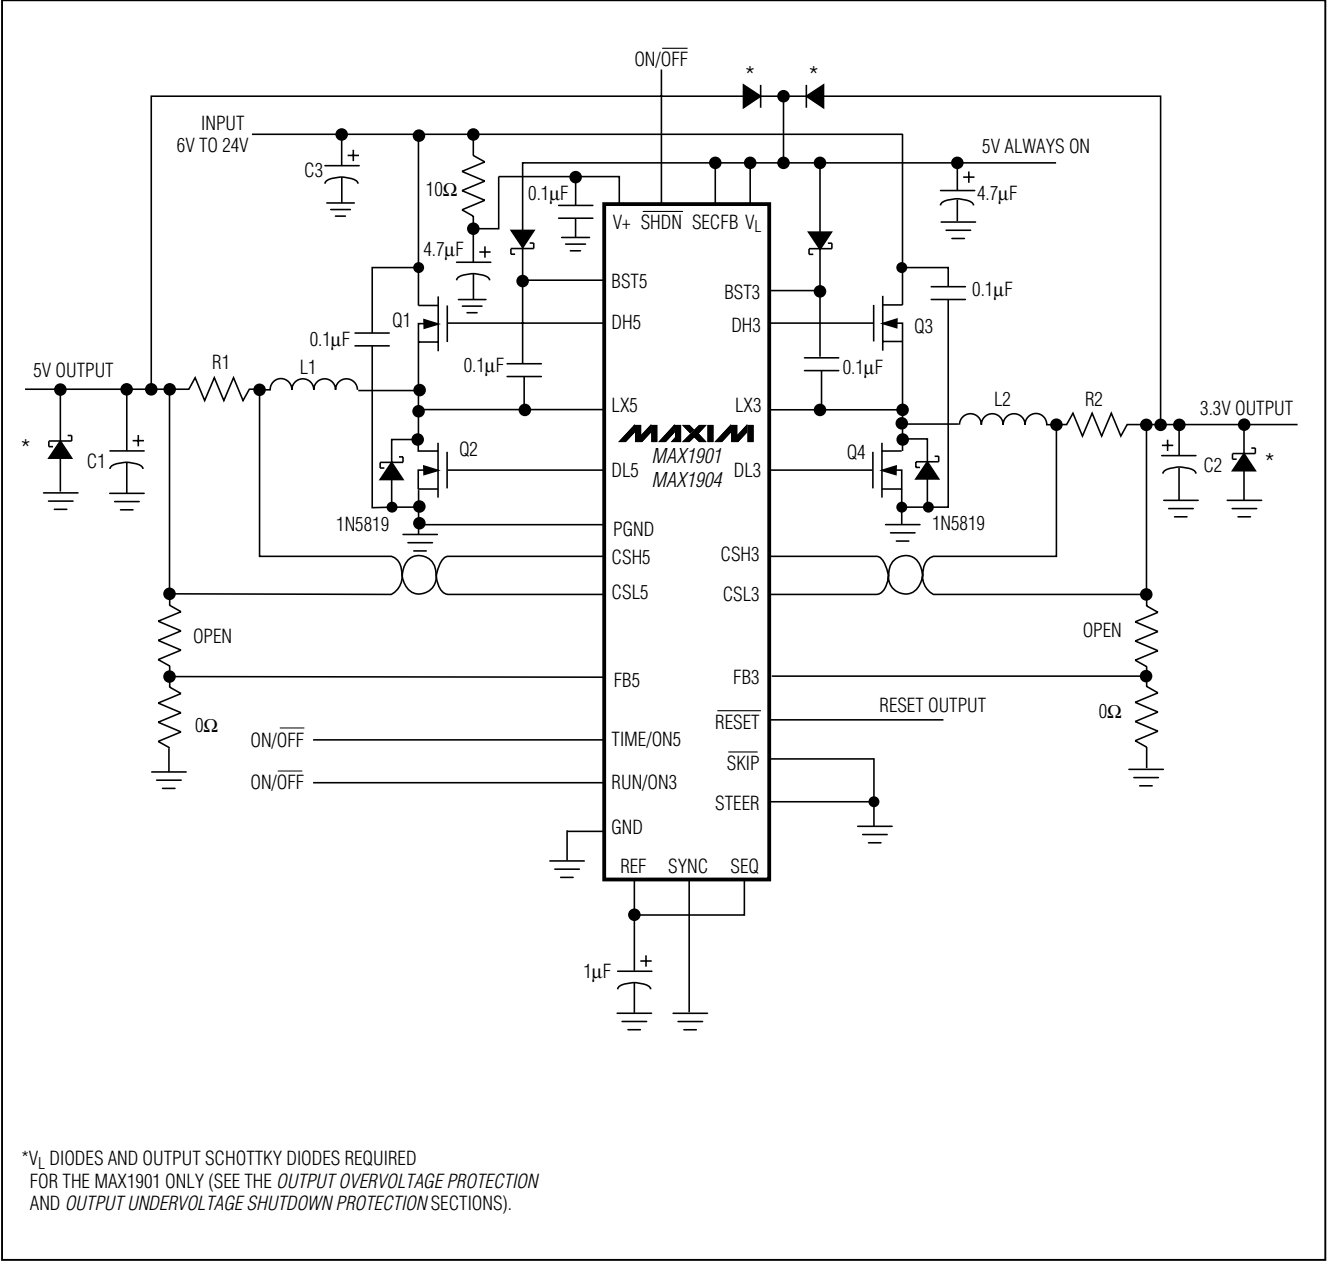 ON/OFF
*
*
INPUT
6V TO 24V
5V ALWAYS ON
C3
+
10Ω
0.1µF
+
4.7µF
V+ SHDN SECFB VL
4.7µF
+
BST5
BST3
0.1µF
Q1
DH5
DH3
Q3
0.1µF
0.1µF
0.1µF
5V OUTPUT
R1
L1
LX5
LX3
L2
R2
3.3V OUTPUT
MAXIM
MAX1901
MAX1904
*
C1
+
Q2
DL5
DL3
Q4
+
C2
*
1N5819
1N5819
PGND
CSH5
CSH3
CSL5
CSL3
OPEN
OPEN
FB5
FB3
0Ω
0Ω
RESET
RESET OUTPUT
ON/OFF
TIME/ON5
SKIP
ON/OFF
RUN/ON3
STEER
GND
REF SYNC SEQ
1µF
+
*VL DIODES AND OUTPUT SCHOTTKY DIODES REQUIRED
FOR THE MAX1901 ONLY (SEE THE OUTPUT OVERVOLTAGE PROTECTION
AND OUTPUT UNDERVOLTAGE SHUTDOWN PROTECTION SECTIONS).